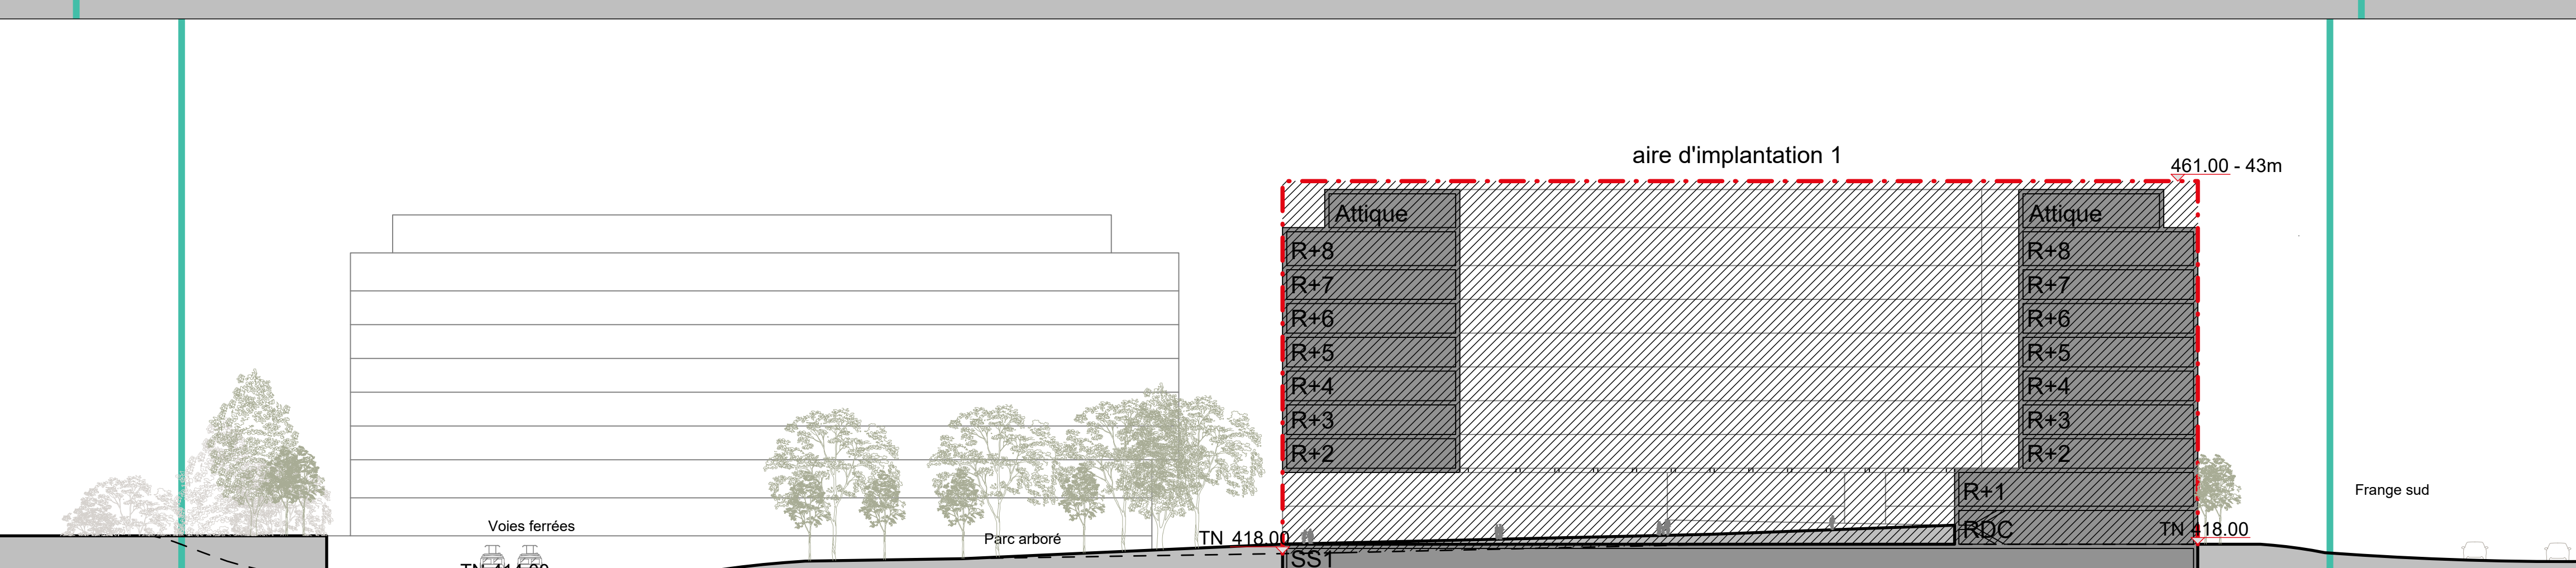 aire d'implantation 1
461.00 - 43m
Attique
Attique
R+8
R+8
R+7
R+7
R+6
R+6
R+5
R+5
R+4
R+4
R+3
R+3
R+2
R+2
R+1
Frange sud
Voies ferrées
Parc arboré
TN 418.00
RDC
TN 418.00
SS1
TN